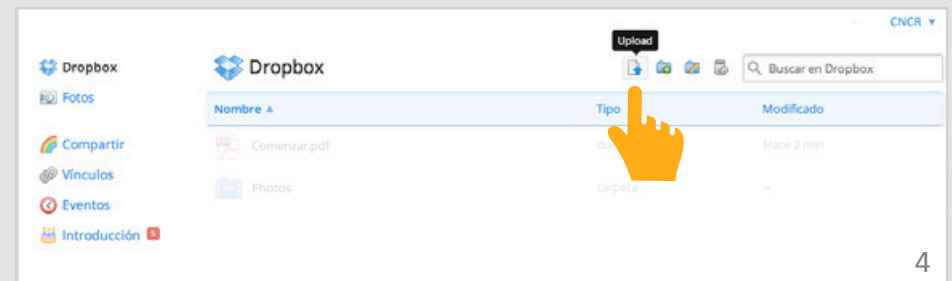 CNCR ▼
Upload
Dropbox
Dropbox
Buscar en Dropbox
Fotos
Nombre ▲ Tipo Modificado
Compartir
Comenzar.pdf Hace 2 min
Vínculos
Photos carpeta --
Eventos
Introducción 5
4